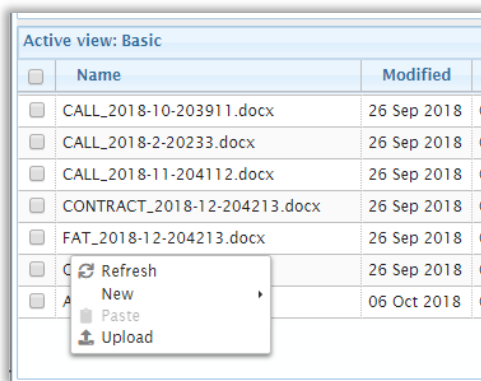 Active view: Basic
Name Modified
CALL_2018-10-203911.docx 26 Sep 2018
CALL_2018-2-20233.docx 26 Sep 2018
CALL_2018-11-204112.docx 26 Sep 2018
CONTRACT_2018-12-204213.docx 26 Sep 2018
FAT_2018-12-204213.docx 26 Sep 2018
26 Sep 2018
A 06 Oct 2018
Refresh
New
Paste
Upload